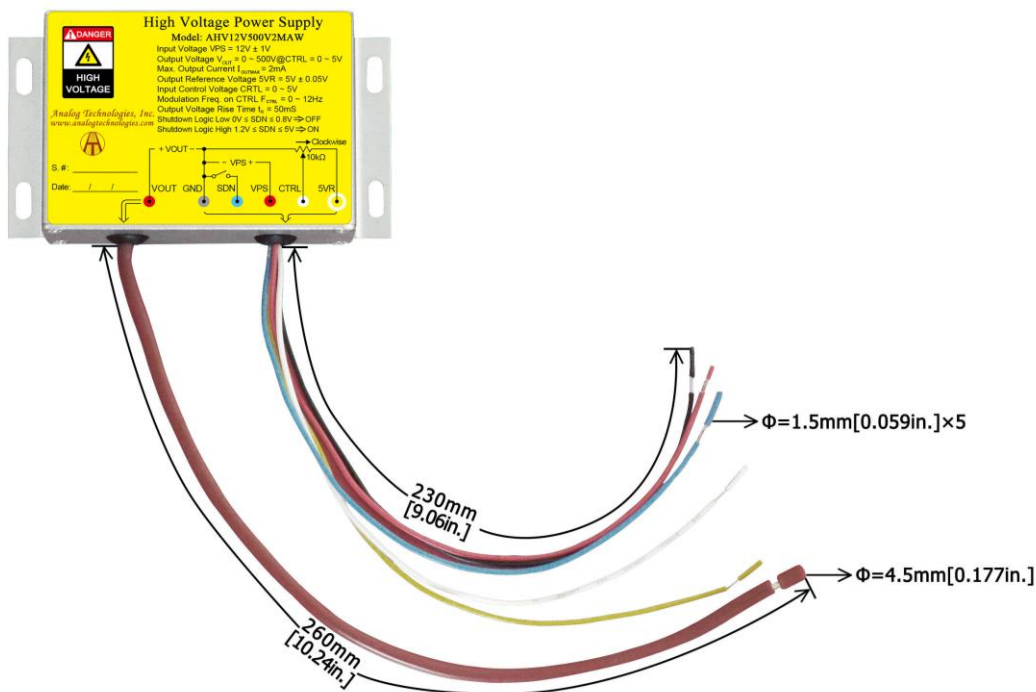 High Voltage Power Supply
Model: AHV12V500V2MAW
DANGER
HIGH
VOLTAGE
Input Voltage VPS = 12V ± 1V
Output Voltage VOUT = 0 ~ 500V@CTRL = 0 ~ 5V
Max. Output Current IOUTMAX = 2mA
Output Reference Voltage 5VR = 5V ± 0.05V
Input Control Voltage CRTL = 0 ~ 5V
Modulation Freq. on CTRL FCTRL = 0 ~ 12Hz
Output Voltage Rise Time tR = 50mS
Shutdown Logic Low 0V ≤ SDN ≤ 0.8V ⇒ OFF
Shutdown Logic High 1.2V ≤ SDN ≤ 5V ⇒ ON
Analog Technologies, Inc.
www.analogtechnologies.com
AT
S. #:
Date: / /
+ VOUT −
Clockwise
10kΩ
− VPS +
VOUT GND SDN VPS CTRL 5VR
Φ=1.5mm[0.059in.]×5
230mm
[9.06in.]
Φ=4.5mm[0.177in.]
260mm
[10.24in.]